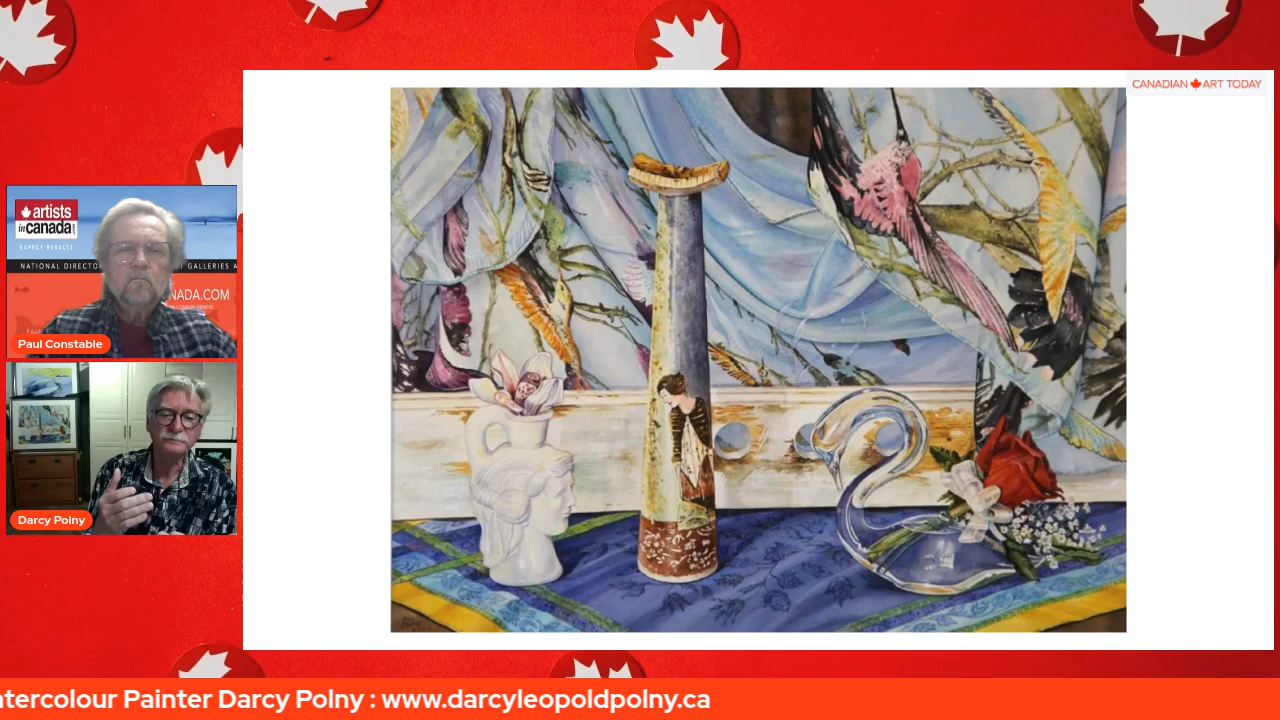 CANADIAN ART TODAY
artists
in canada
EXPECT RESULTS
NATIONAL DIRECTOR
GALLERIES A
NADA.COM
Paul Constable
Darcy Polny
atercolour Painter Darcy Polny : www.darcyleopoldpolny.ca